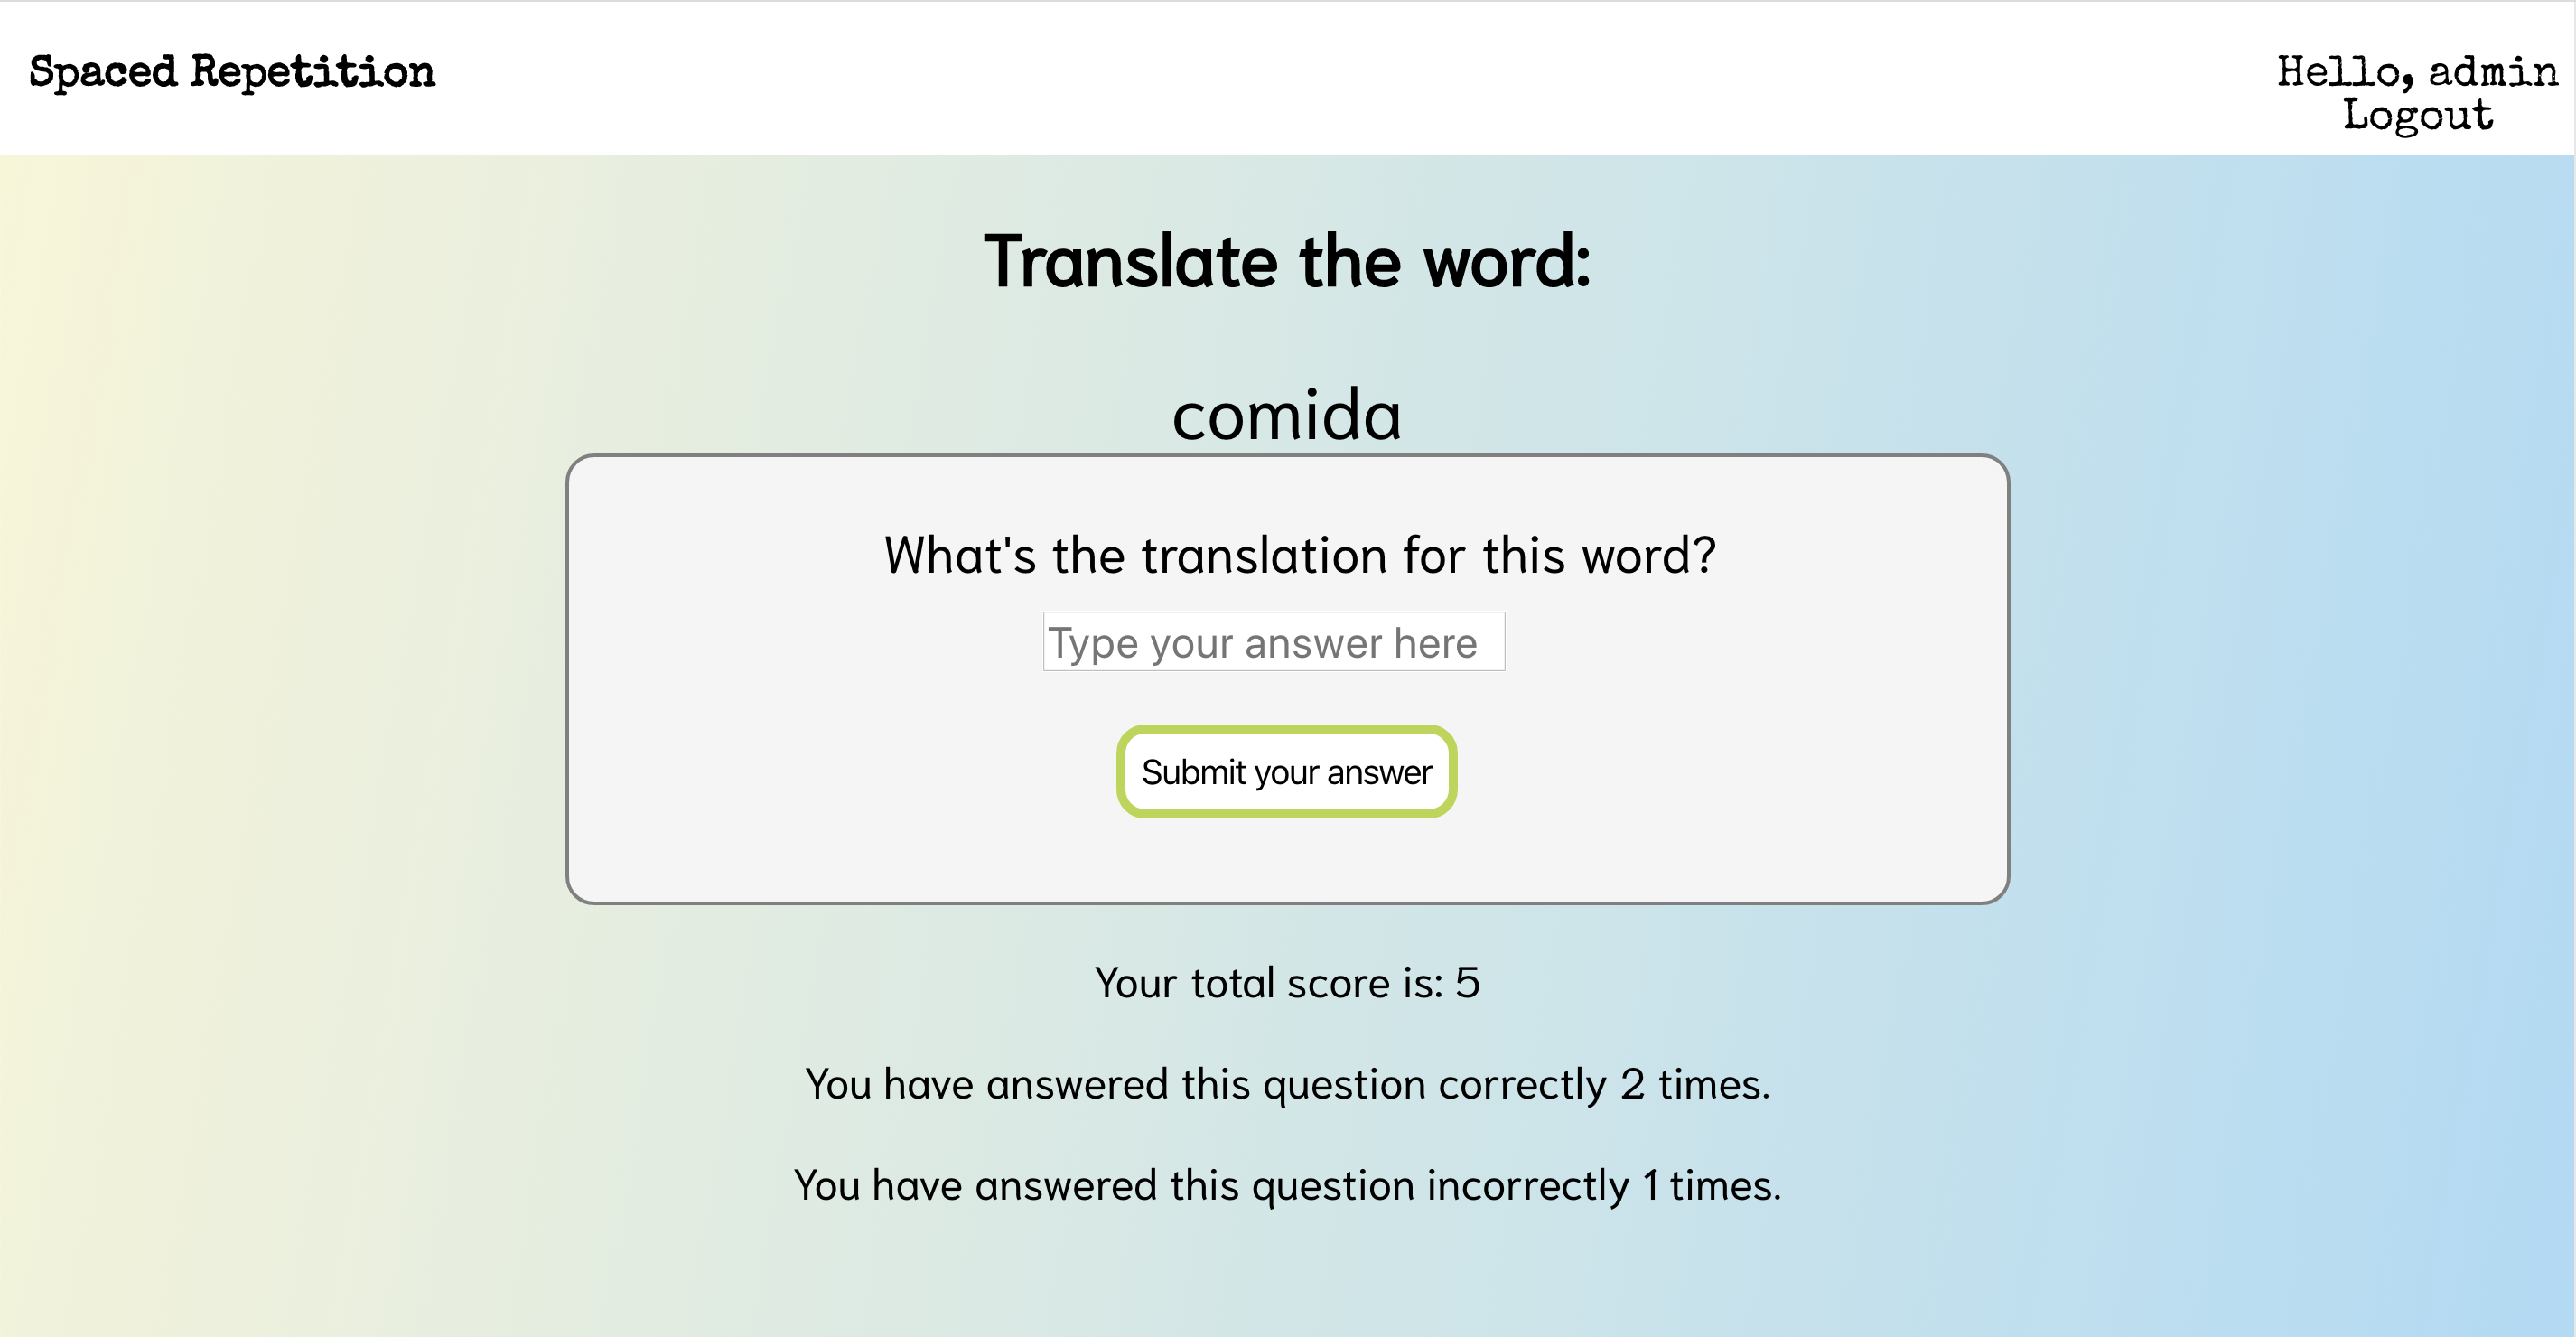 Spaced Repetition
Hello, admin
Logout
Translate the word:
comida
What's the translation for this word?
Type your answer here
Submit your answer
Your total score is: 5
You have answered this question correctly 2 times.
You have answered this question incorrectly 1 times.